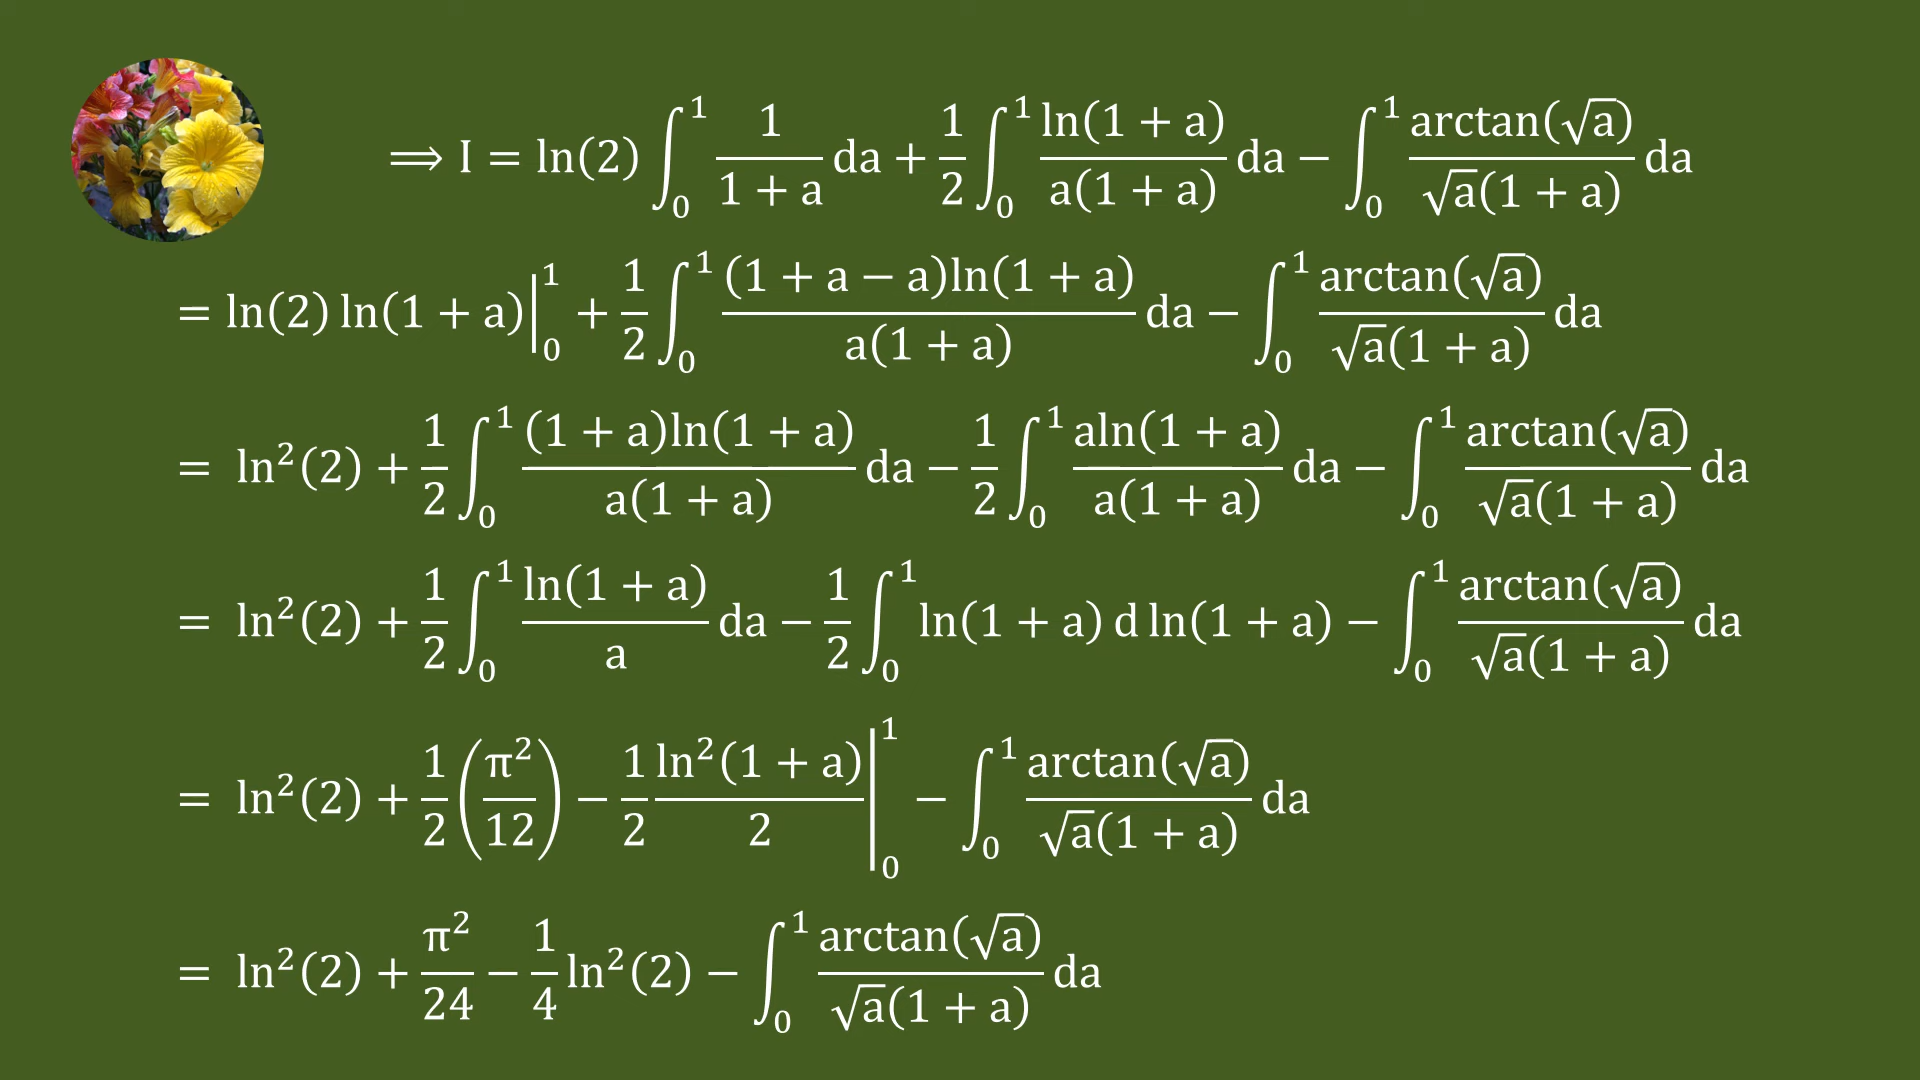 ⟹ I = ln(2) ∫₀¹ 1/(1 + a) da + 1/2 ∫₀¹ ln(1 + a)/(a(1 + a)) da − ∫₀¹ arctan(√a)/(√a(1 + a)) da
= ln(2) ln(1 + a)|₀¹ + 1/2 ∫₀¹ (1 + a − a)ln(1 + a)/(a(1 + a)) da − ∫₀¹ arctan(√a)/(√a(1 + a)) da
= ln²(2) + 1/2 ∫₀¹ (1 + a)ln(1 + a)/(a(1 + a)) da − 1/2 ∫₀¹ aln(1 + a)/(a(1 + a)) da − ∫₀¹ arctan(√a)/(√a(1 + a)) da
= ln²(2) + 1/2 ∫₀¹ ln(1 + a)/a da − 1/2 ∫₀¹ ln(1 + a) d ln(1 + a) − ∫₀¹ arctan(√a)/(√a(1 + a)) da
= ln²(2) + 1/2 (π²/12) − 1/2 ln²(1 + a)/2|₀¹ − ∫₀¹ arctan(√a)/(√a(1 + a)) da
= ln²(2) + π²/24 − 1/4 ln²(2) − ∫₀¹ arctan(√a)/(√a(1 + a)) da